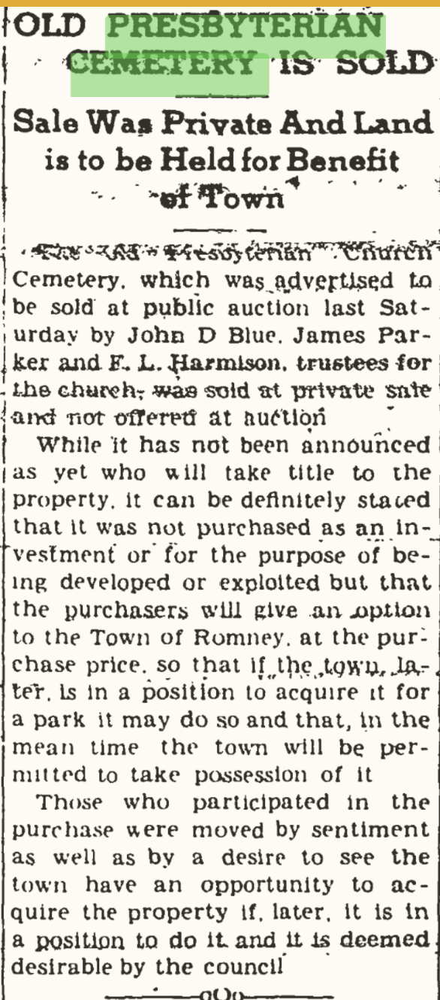 OLD PRESBYTERIAN
CEMETERY IS SOLD
Sale Was Private And Land
is to be Held for Benefit
of Town
The Old Presbyterian Church
Cemetery, which was advertised to
be sold at public auction last Sat-
urday by John D Blue, James Par-
ker and F. L. Harmison, trustees for
the church, was sold at private sale
and not offered at auction
While it has not been announced
as yet who will take title to the
property, it can be definitely stated
that it was not purchased as an in-
vestment or for the purpose of be-
ing developed or exploited but that
the purchasers will give an option
to the Town of Romney, at the pur-
chase price, so that if the town, la-
ter, is in a position to acquire it for
a park it may do so and that, in the
mean time the town will be per-
mitted to take possession of it
Those who participated in the
purchase were moved by sentiment
as well as by a desire to see the
town have an opportunity to ac-
quire the property if, later, it is in
a position to do it and it is deemed
desirable by the council
oOo